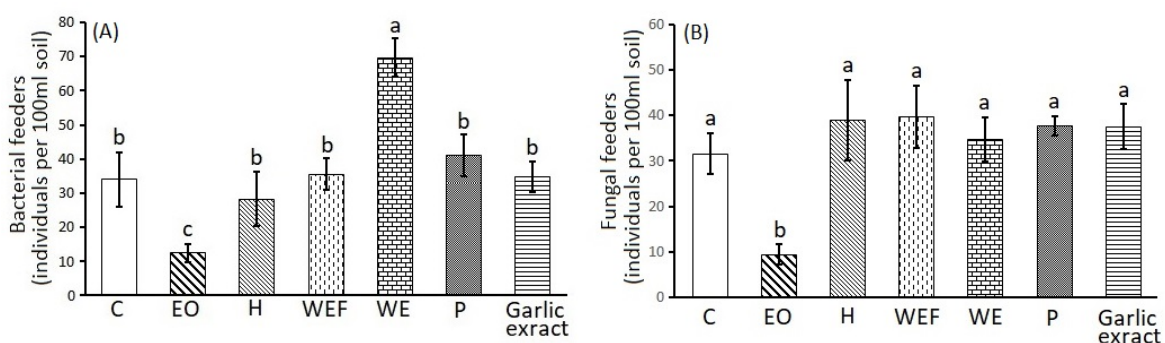 (A)
Bacterial feeders
(individuals per 100ml soil)
80
70
60
50
40
30
20
10
0
b
c
b
b
a
b
b
C
EO
H
WEF
WE
P
Garlic
exract
(B)
Fungal feeders
(individuals per 100ml soil)
60
50
40
30
20
10
0
a
b
a
a
a
a
a
C
EO
H
WEF
WE
P
Garlic
exract